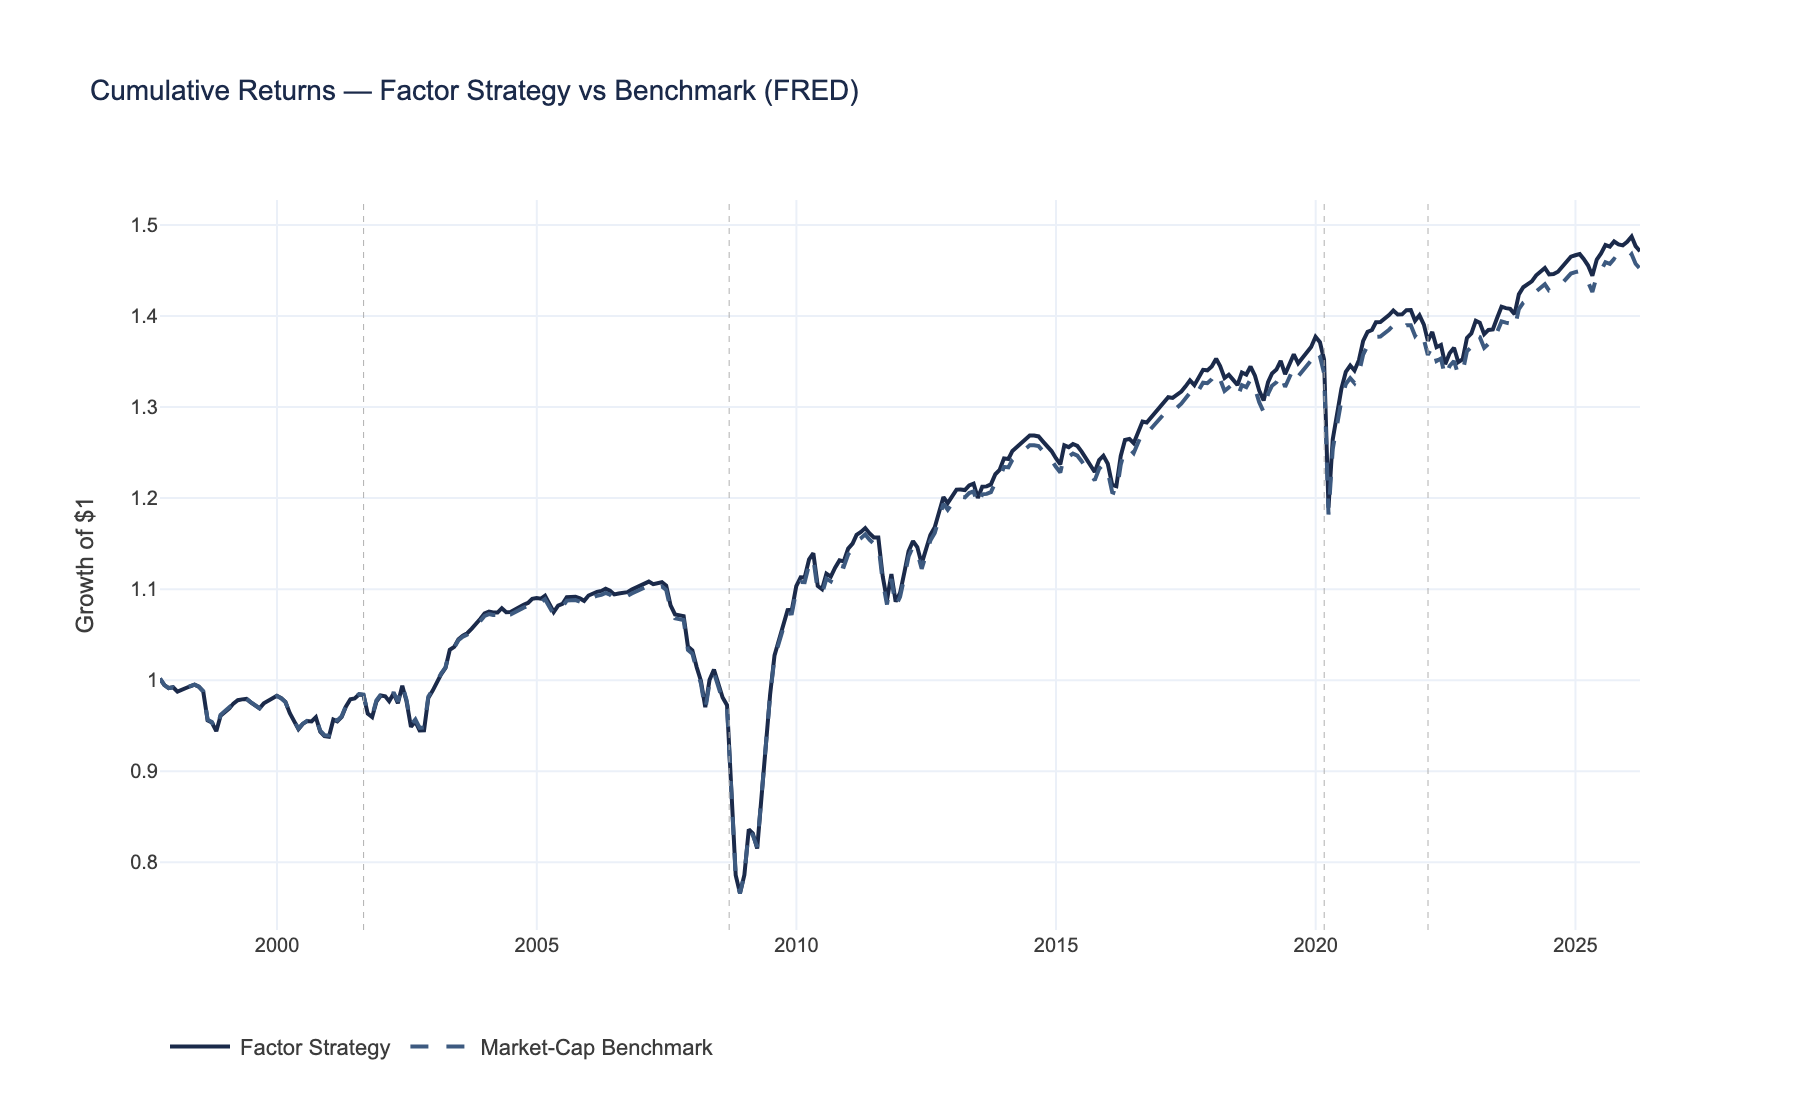 Cumulative Returns — Factor Strategy vs Benchmark (FRED)
Growth of $1
1.5
1.4
1.3
1.2
1.1
1
0.9
0.8
2000 2005 2010 2015 2020 2025
Factor Strategy Market-Cap Benchmark